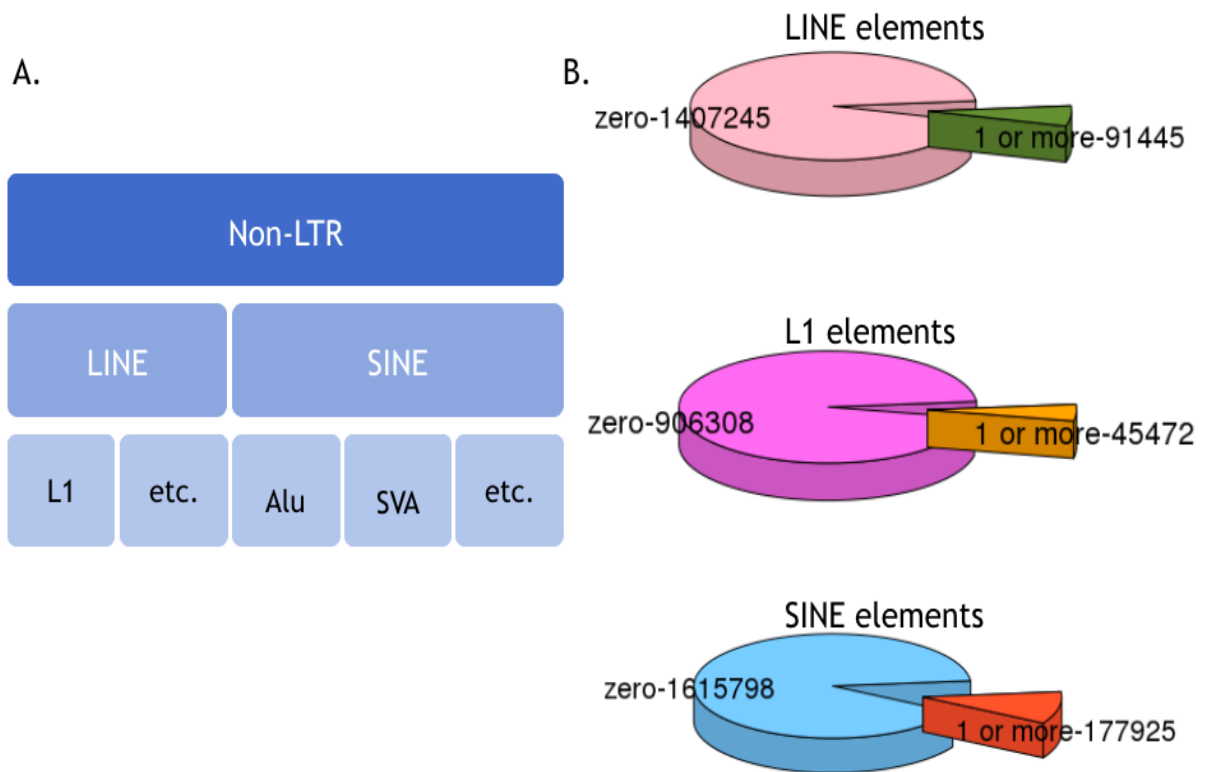 A.
Non-LTR
LINE
SINE
L1
etc.
Alu
SVA
etc.
B.
LINE elements
zero-1407245
1 or more-91445
L1 elements
zero-906308
1 or more-45472
SINE elements
zero-1615798
1 or more-177925